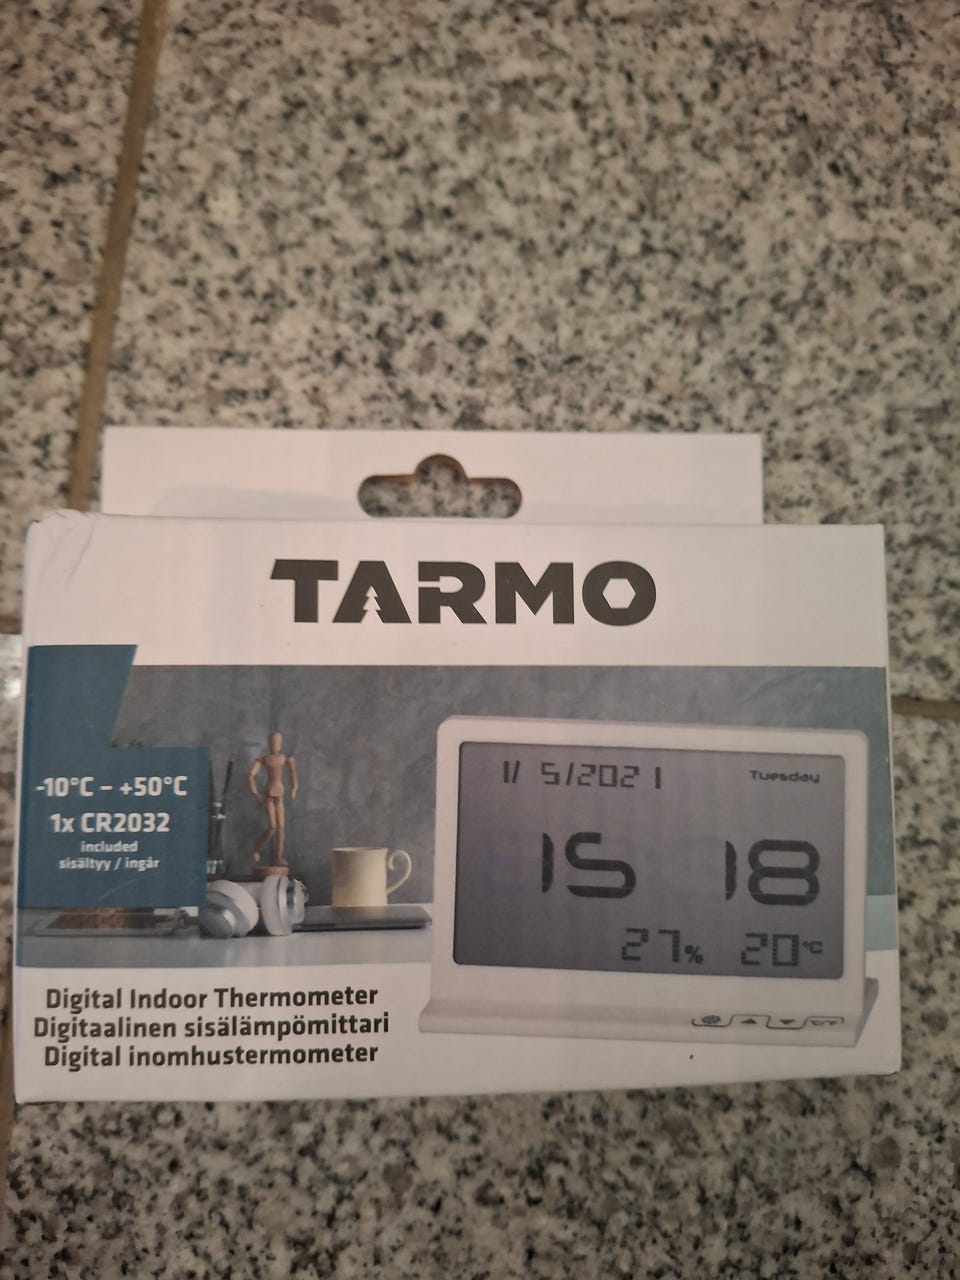 TARMO
-10°C – +50°C
1x CR2032
included
sisältyy / ingår
11/ 5/2021 Tuesday
15 18
27% 20°C
Digital Indoor Thermometer
Digitaalinen sisälämpömittari
Digital inomhustermometer